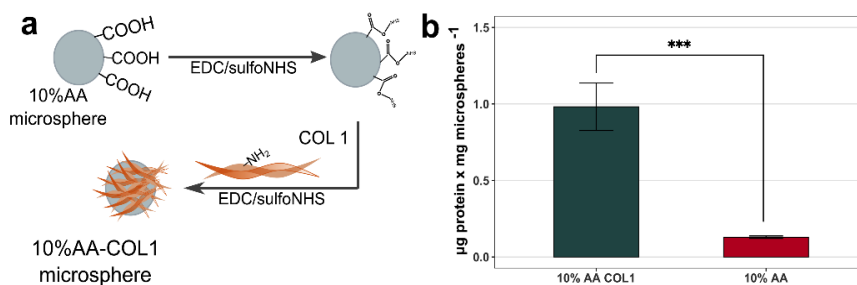 a
COOH
COOH
COOH
10%AA
microsphere
EDC/sulfoNHS
COL 1
NH2
EDC/sulfoNHS
10%AA-COL1
microsphere
b
***
µg protein x mg microspheres -1
1.5
1.0
0.5
0.0
10% AA COL1
10% AA